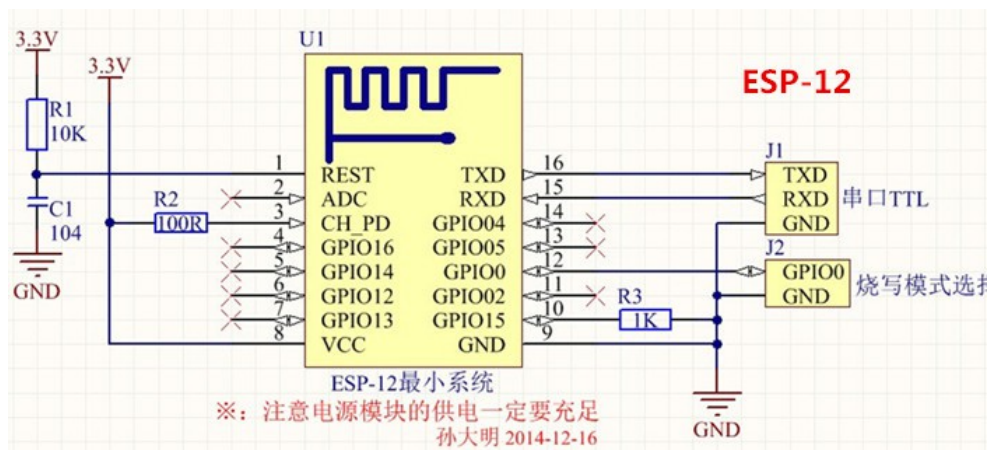 U1
3.3V
3.3V
ESP-12
R1
10K
J1
1 REST TXD 16 TXD
2 ADC RXD 15 RXD 串口TTL
C1
104
R2
100R
3 CH_PD GPIO04 14 GND
4 GPIO16 GPIO05 13
J2
5 GPIO14 GPIO0 12 GPIO0
GND
6 GPIO12 GPIO02 11 GND
烧写模式选择
R3
7 GPIO13 GPIO15 10 1K
8 VCC GND 9
ESP-12最小系统
※：注意电源模块的供电一定要充足
孙大明 2014-12-16
GND